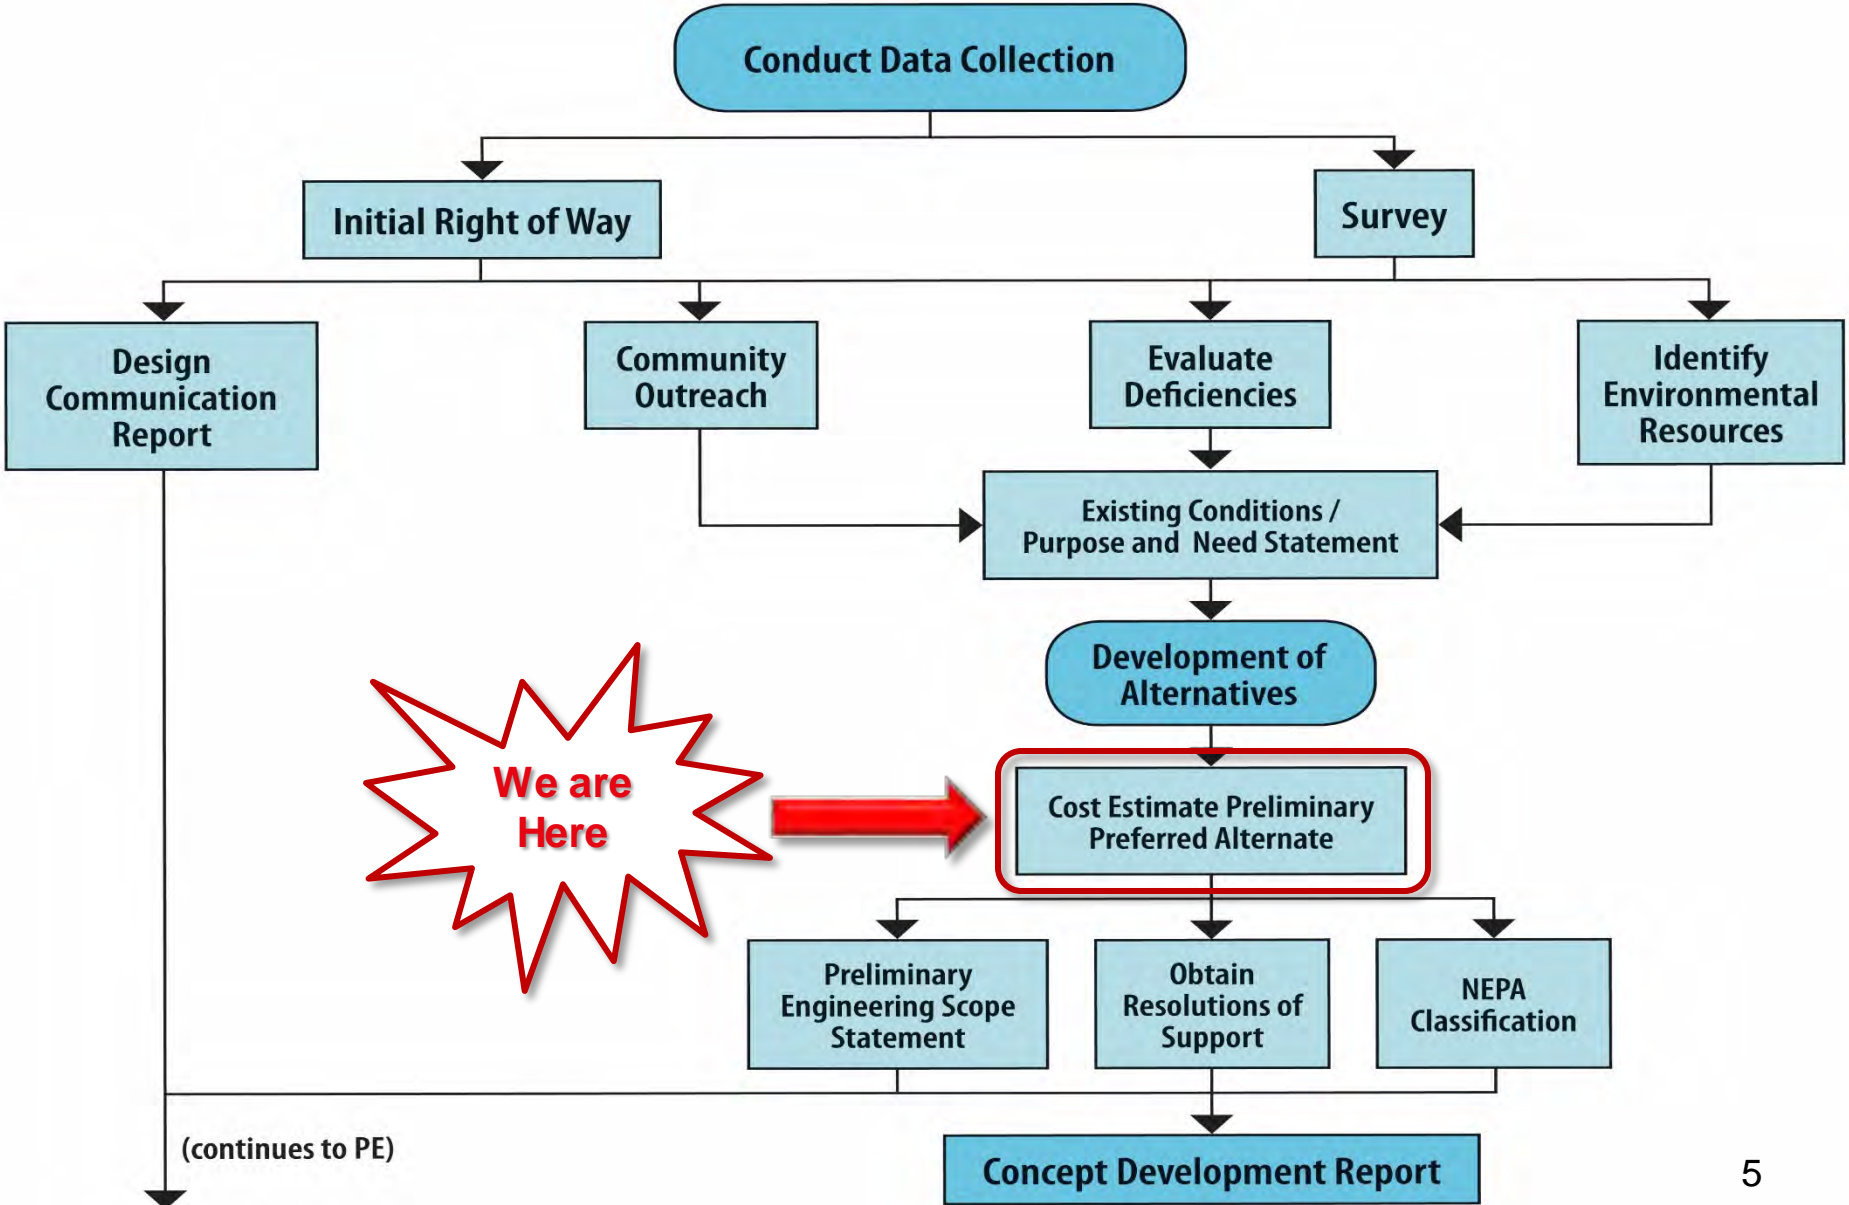 Conduct Data Collection
Initial Right of Way
Survey
Design
Communication
Report
Community
Outreach
Evaluate
Deficiencies
Identify
Environmental
Resources
Existing Conditions /
Purpose and Need Statement
Development of
Alternatives
We are
Here
Cost Estimate Preliminary
Preferred Alternate
Preliminary
Engineering Scope
Statement
Obtain
Resolutions of
Support
NEPA
Classification
(continues to PE)
Concept Development Report
5